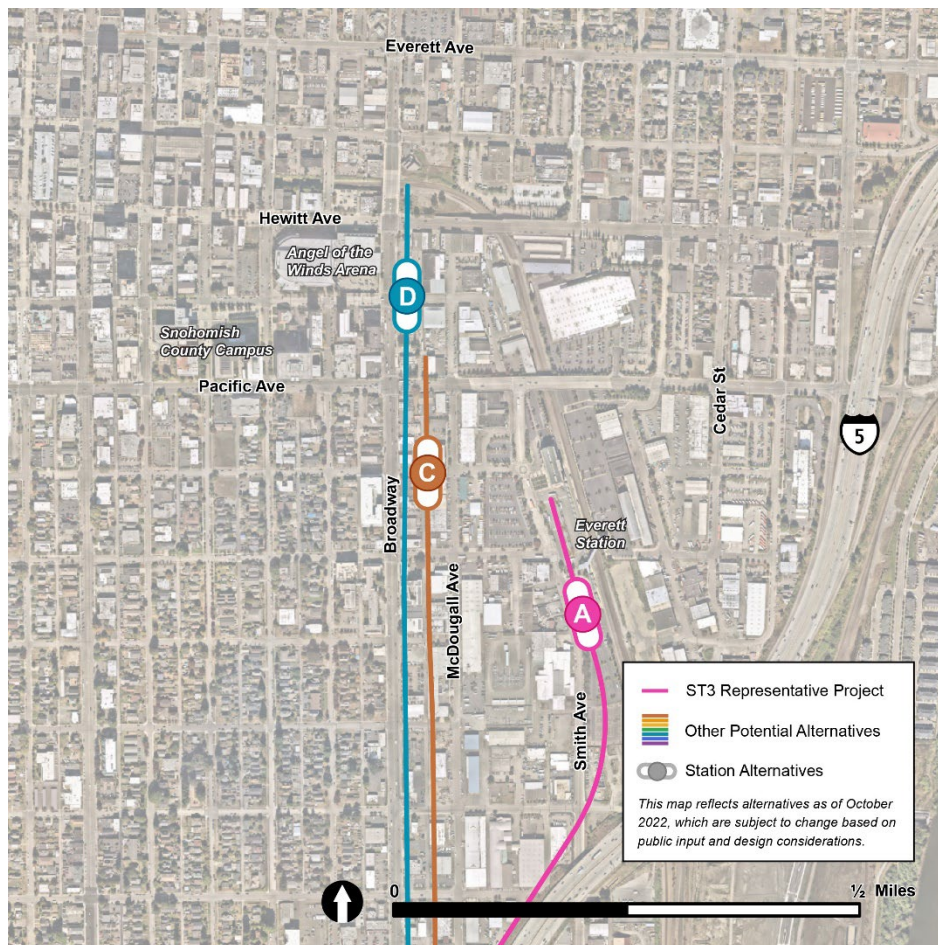 Everett Ave
Hewitt Ave
Angel of the
Winds Arena
D
Snohomish
County Campus
Pacific Ave
Cedar St
5
C
Broadway
Everett
Station
McDougall Ave
A
Smith Ave
ST3 Representative Project
Other Potential Alternatives
Station Alternatives
This map reflects alternatives as of October
2022, which are subject to change based on
public input and design considerations.
0
½ Miles